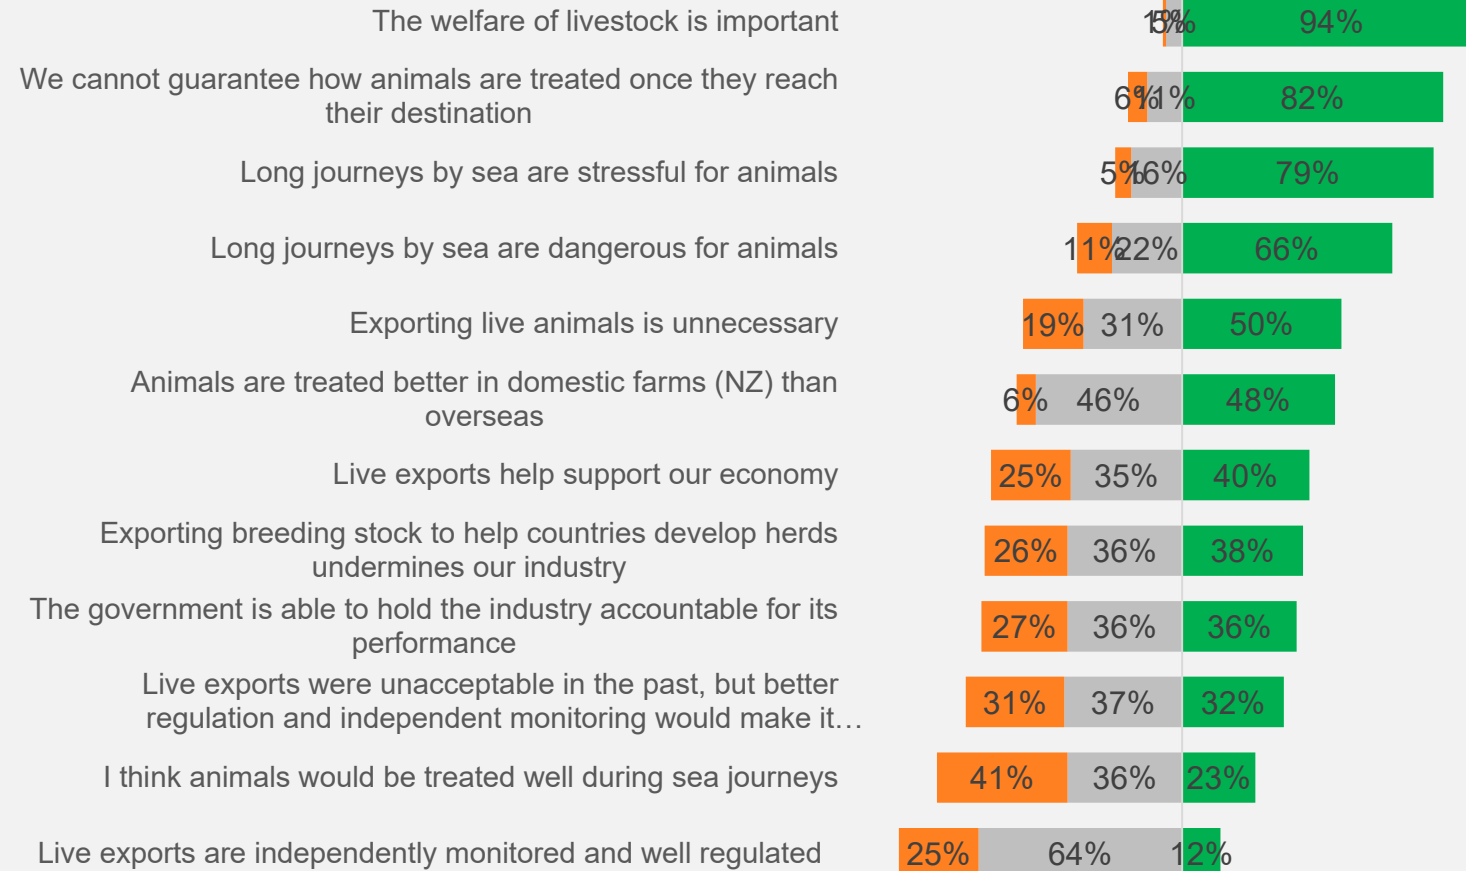 The welfare of livestock is important 1% 5% 94%
We cannot guarantee how animals are treated once they reach
their destination
6% 11% 82%
Long journeys by sea are stressful for animals 5% 16% 79%
Long journeys by sea are dangerous for animals 11% 22% 66%
Exporting live animals is unnecessary 19% 31% 50%
Animals are treated better in domestic farms (NZ) than
overseas
6% 46% 48%
Live exports help support our economy 25% 35% 40%
Exporting breeding stock to help countries develop herds
undermines our industry
26% 36% 38%
The government is able to hold the industry accountable for its
performance
27% 36% 36%
Live exports were unacceptable in the past, but better
regulation and independent monitoring would make it…
31% 37% 32%
I think animals would be treated well during sea journeys 41% 36% 23%
Live exports are independently monitored and well regulated 25% 64% 12%